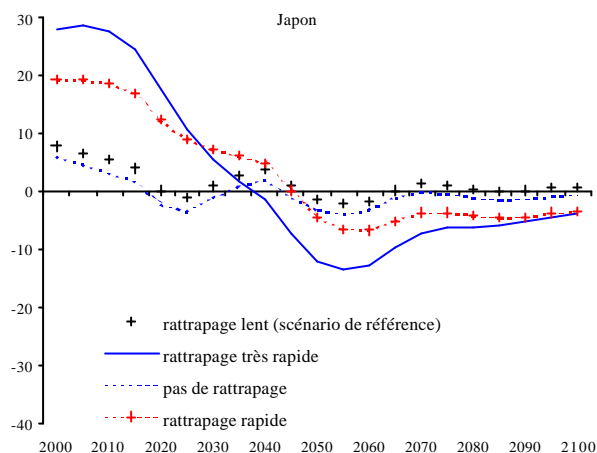 Japon
30
20
10
0
-10
-20
-30
-40
rattrapage lent (scénario de référence)
rattrapage très rapide
pas de rattrapage
rattrapage rapide
2000 2010 2020 2030 2040 2050 2060 2070 2080 2090 2100